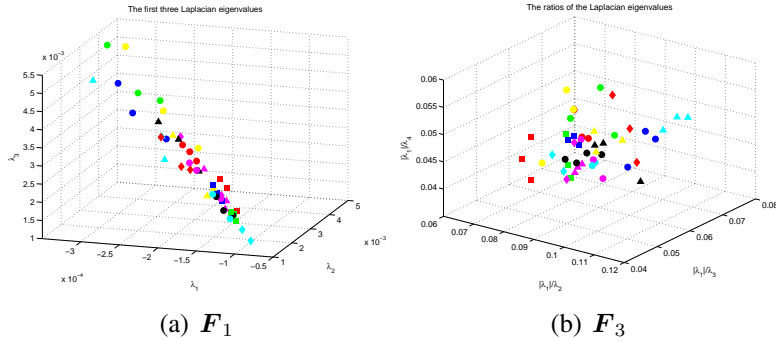 The first three Laplacian eigenvalues
x 10⁻³
5.5
5
4.5
4
3.5
3
2.5
2
1.5
1
λ₃
−3
−2.5
−2
−1.5
−1
−0.5
x 10⁻⁴
λ₁
1
2
3
4
5
x 10⁻³
λ₂
(a) F₁
The ratios of the Laplacian eigenvalues
0.06
0.055
0.05
0.045
0.04
|λ₁|/λ₄
0.06
0.07
0.08
0.09
0.1
0.11
0.12
|λ₁|/λ₂
0.04
0.05
0.06
0.07
0.08
|λ₁|/λ₃
(b) F₃